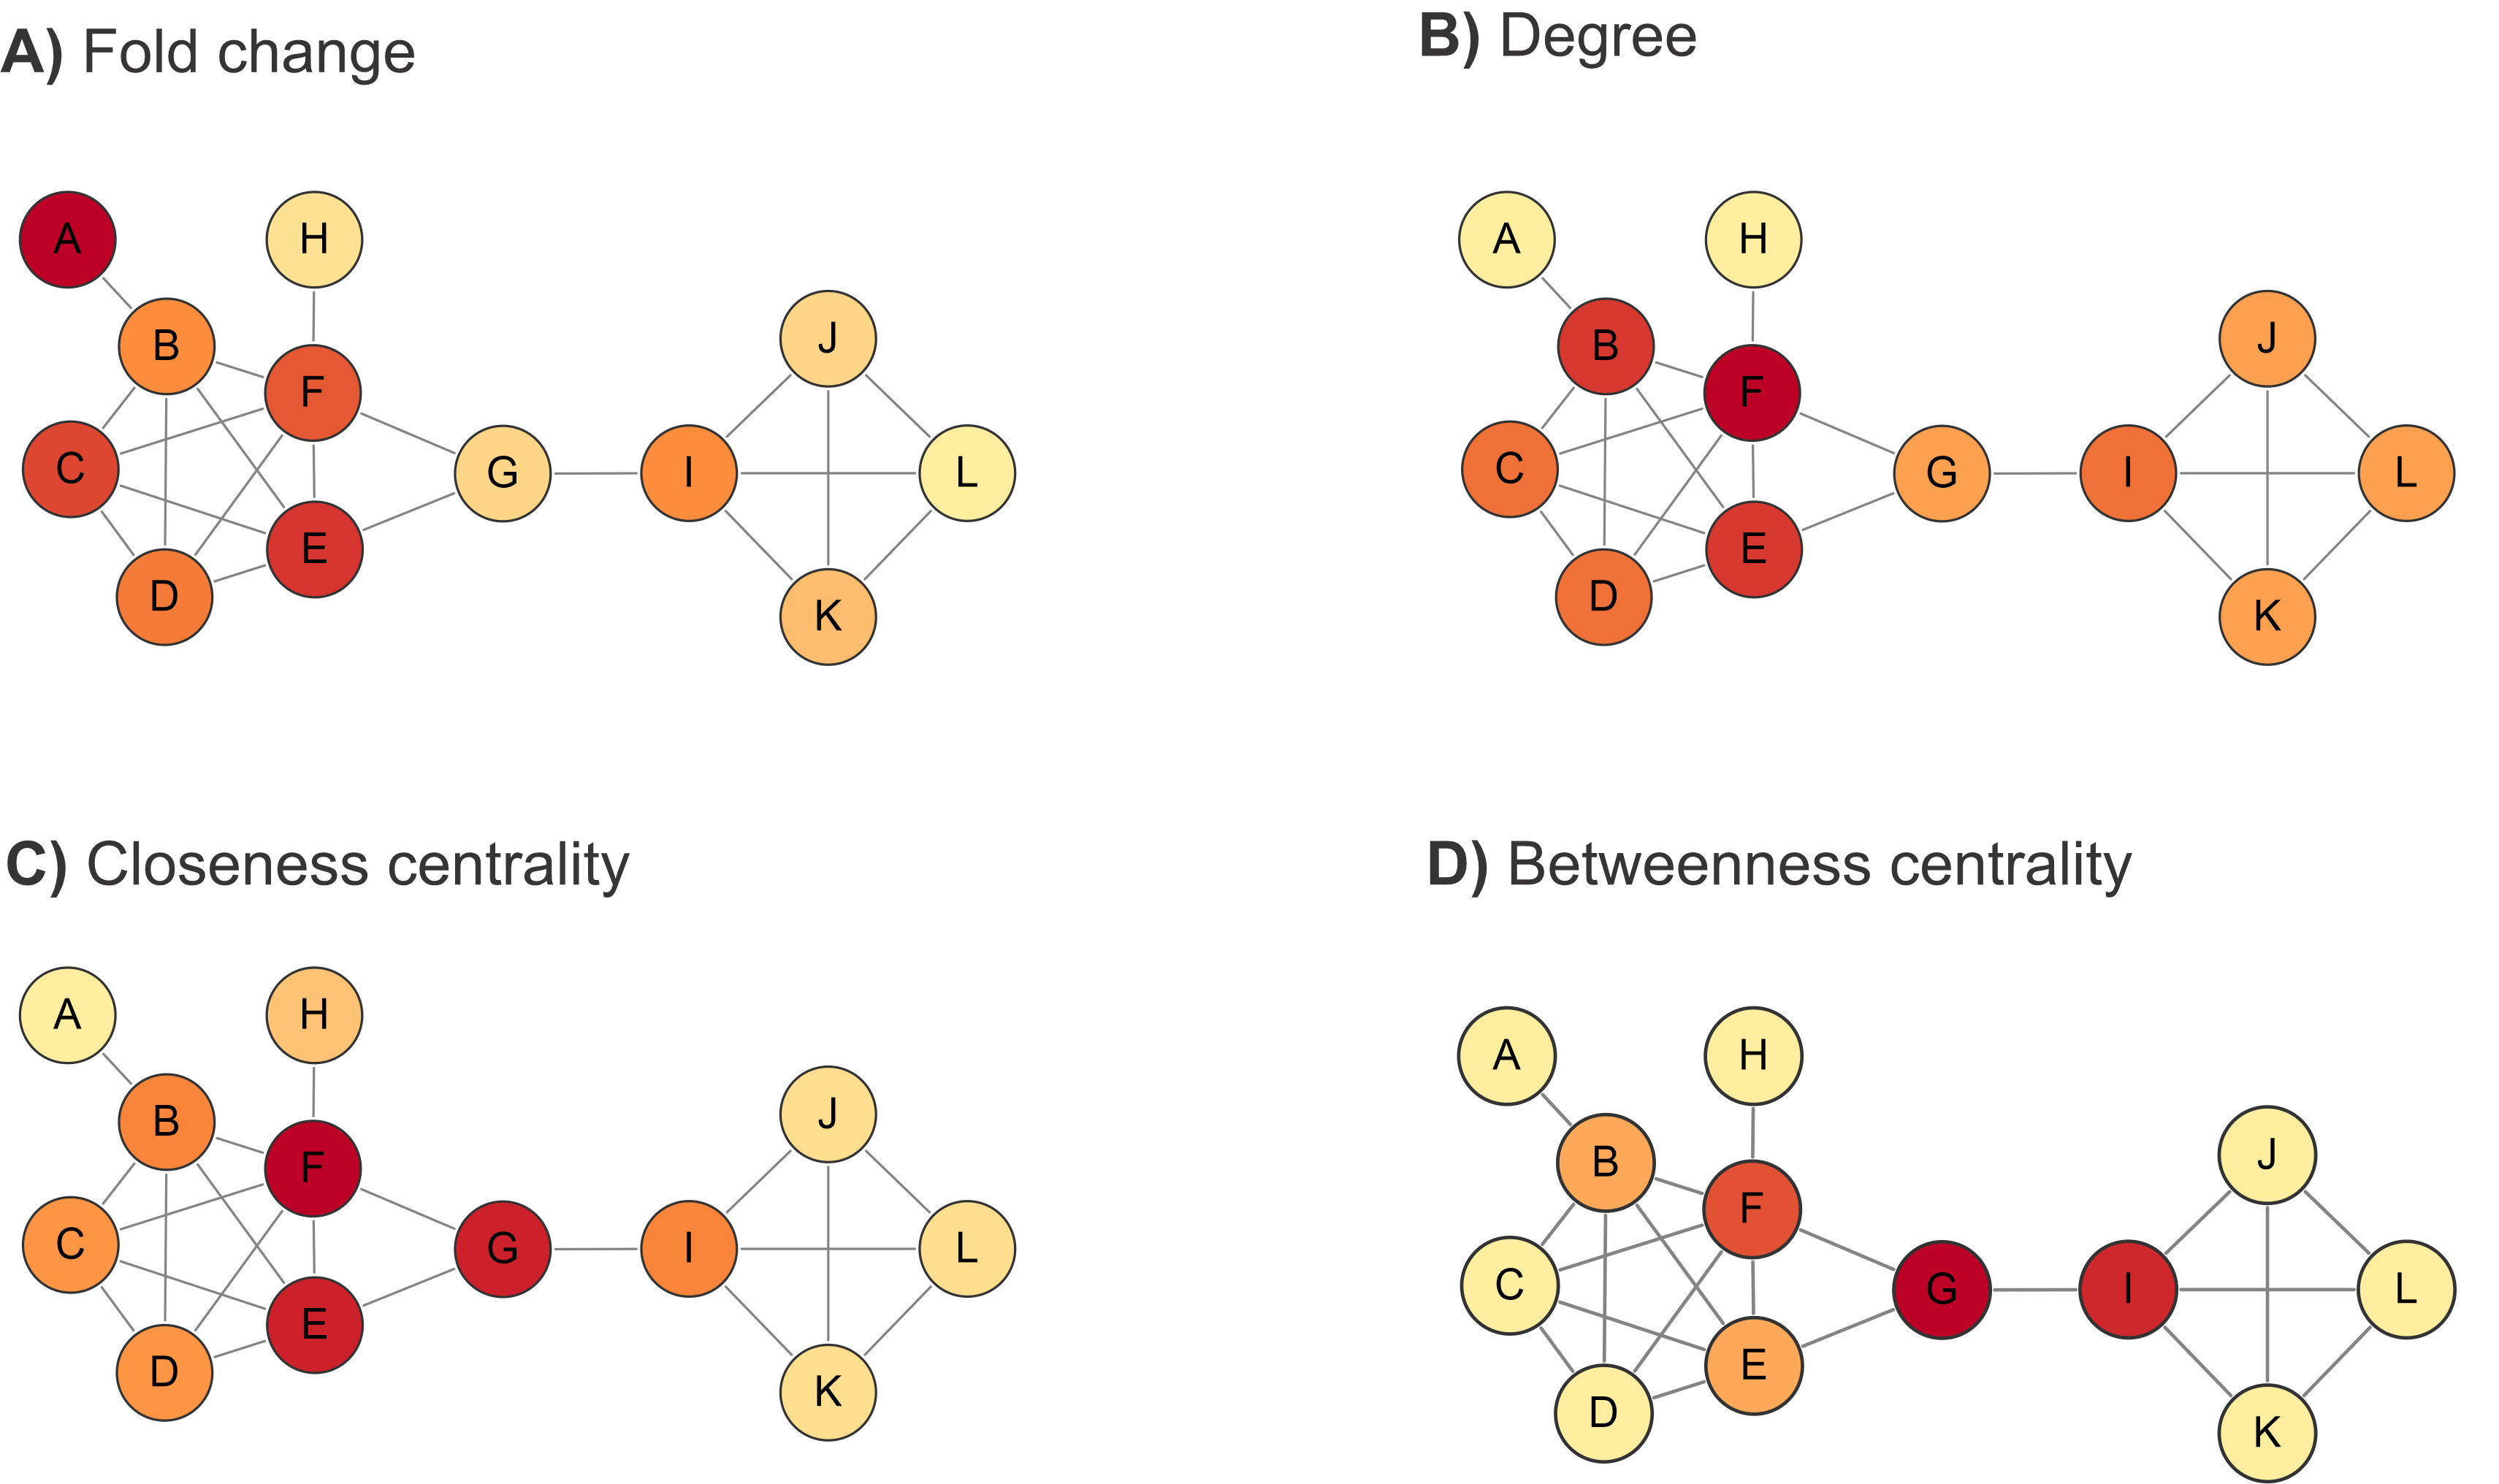 A) Fold change
A
H
B
F
J
C
G
I
L
E
D
K
B) Degree
A
H
B
F
J
C
G
I
L
E
D
K
C) Closeness centrality
A
H
B
F
J
C
G
I
L
E
D
K
D) Betweenness centrality
A
H
B
F
J
C
G
I
L
E
D
K